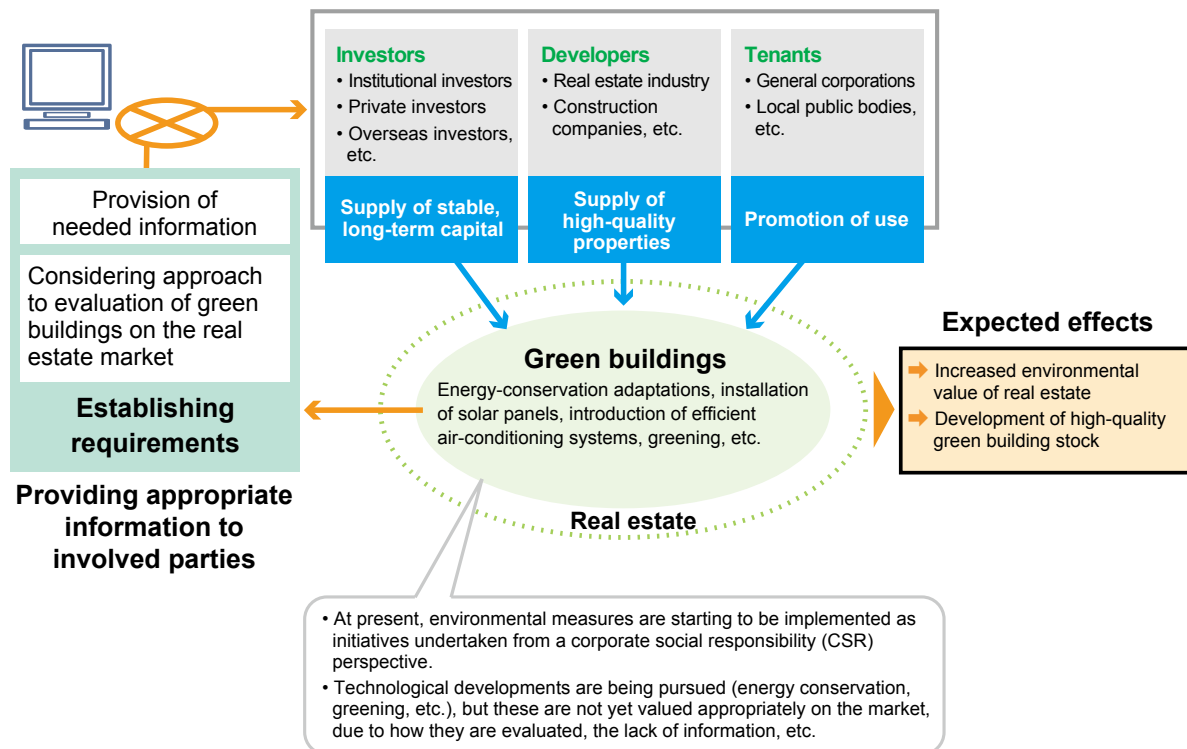 Investors
• Institutional investors
• Private investors
• Overseas investors,
etc.
Supply of stable,
long-term capital
Developers
• Real estate industry
• Construction
companies, etc.
Supply of
high-quality
properties
Tenants
• General corporations
• Local public bodies,
etc.
Promotion of use
Provision of
needed information
Considering approach
to evaluation of green
buildings on the real
estate market
Establishing
requirements
Providing appropriate
information to
involved parties
Green buildings
Energy-conservation adaptations, installation
of solar panels, introduction of efficient
air-conditioning systems, greening, etc.
Real estate
Expected effects
Increased environmental
value of real estate
Development of high-quality
green building stock
• At present, environmental measures are starting to be implemented as
initiatives undertaken from a corporate social responsibility (CSR)
perspective.
• Technological developments are being pursued (energy conservation,
greening, etc.), but these are not yet valued appropriately on the market,
due to how they are evaluated, the lack of information, etc.